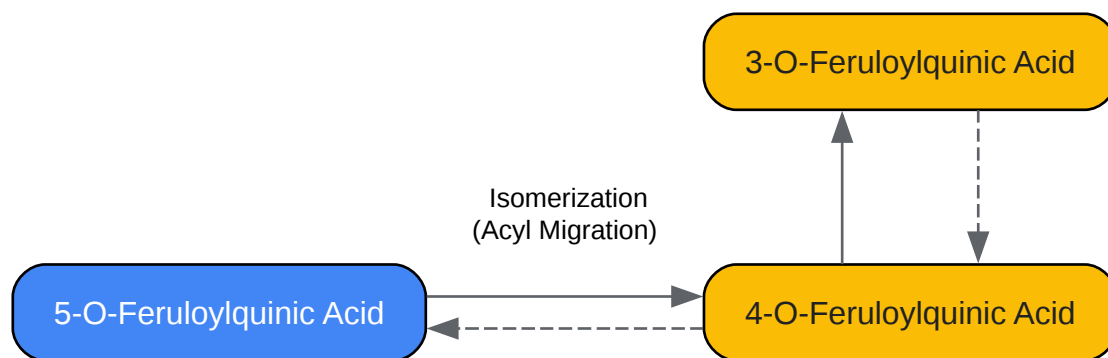 3-O-Feruloylquinic Acid
Isomerization
(Acyl Migration)
5-O-Feruloylquinic Acid
4-O-Feruloylquinic Acid